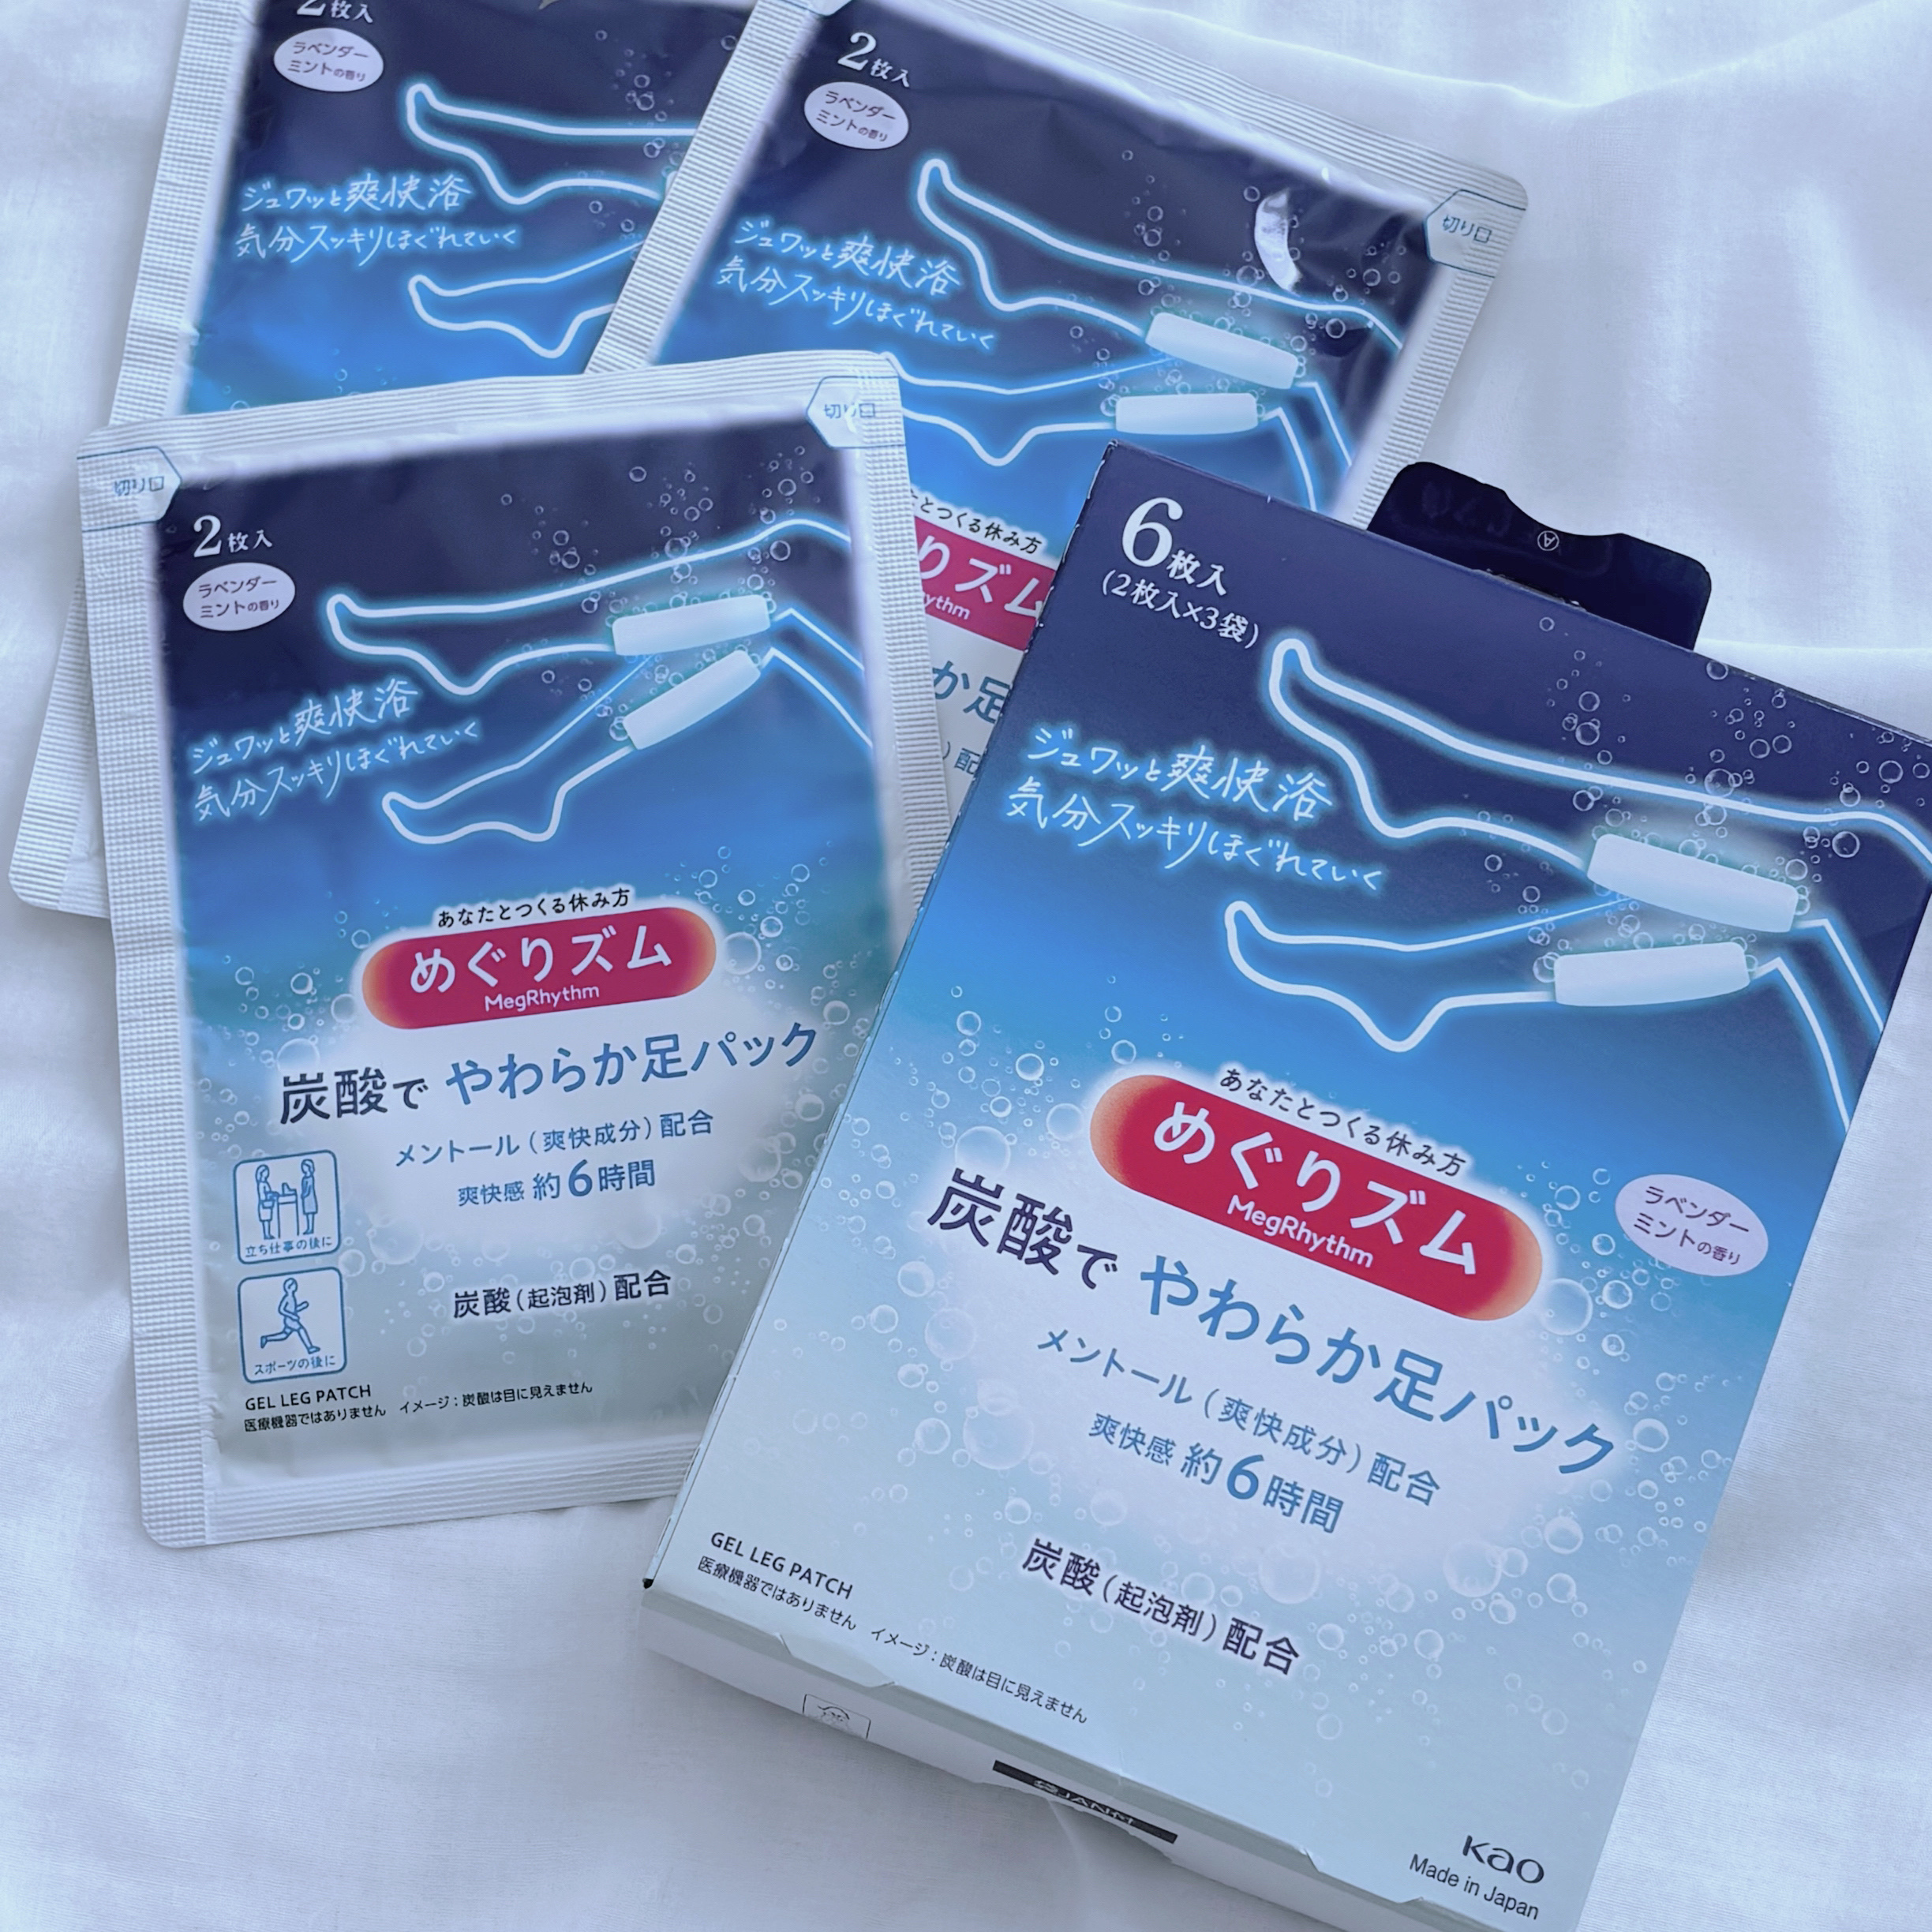 2枚入
ラベンダー
ミントの香り
ジュワッと爽快浴
気分スッキリほぐれていく
2枚入
ラベンダー
ミントの香り
切り口
ジュワッと爽快浴
気分スッキリほぐれていく
とつくる休み方
りズム
ythm
か足
配
切り口
切り口
2枚入
ラベンダー
ミントの香り
ジュワッと爽快浴
気分スッキリほぐれていく
あなたとつくる休み方
めぐりズム
MegRhythm
炭酸で やわらか足パック
メントール(爽快成分)配合
爽快感 約6時間
立ち仕事の後に
スポーツの後に
炭酸(起泡剤)配合
GEL LEG PATCH
医療機器ではありません イメージ:炭酸は目に見えません
6枚入
(2枚入×3袋)
ジュワッと爽快浴
気分スッキリほぐれていく
あなたとつくる休み方
めぐりズム
MegRhythm
ラベンダー
ミントの香り
炭酸で やわらか足パック
メントール(爽快成分)配合
爽快感 約6時間
炭酸(起泡剤)配合
GEL LEG PATCH
医療機器ではありません イメージ:炭酸は目に見えません
Kao
Made in Japan